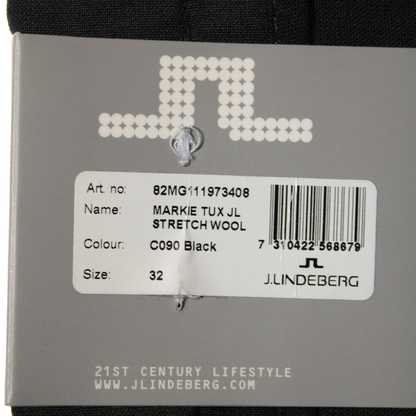 Art. no: 82MG111973408
Name: MARKIE TUX JL
STRETCH WOOL
Colour: C090 Black
7 310422 568679
Size: 32
J.LINDEBERG
21ST CENTURY LIFESTYLE
WWW.JLINDEBERG.COM